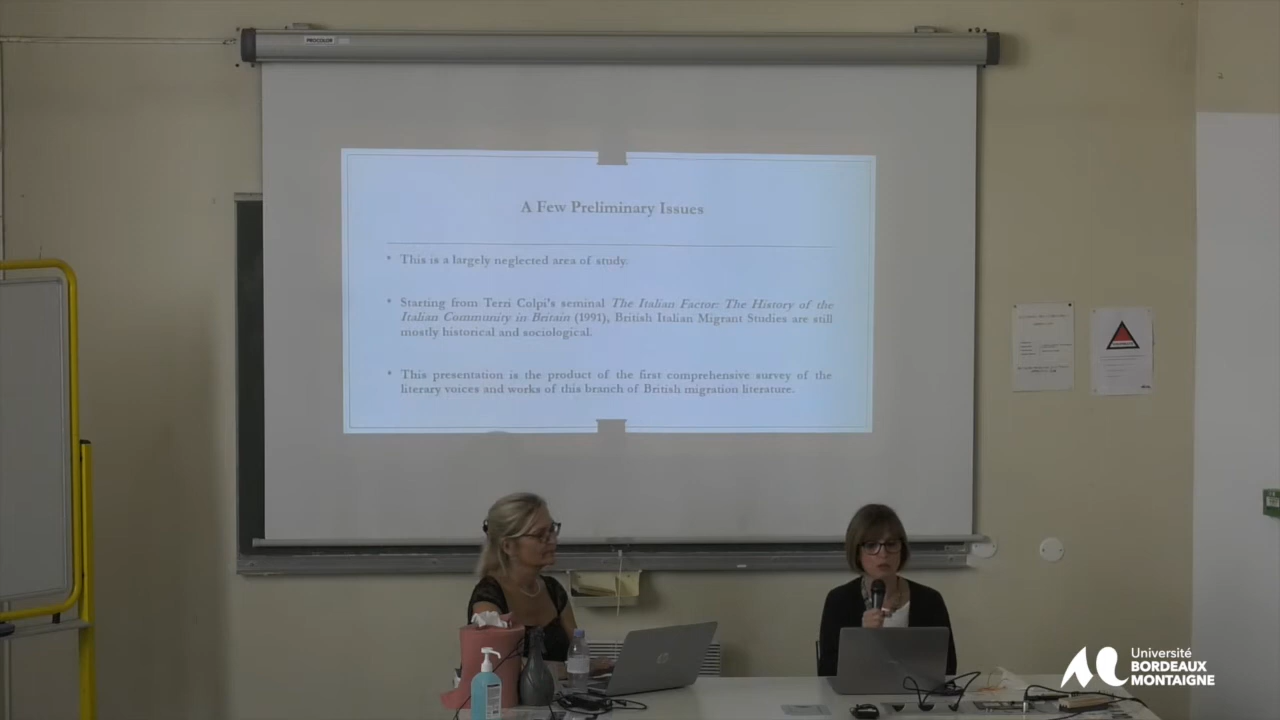 PROCOLOR
A Few Preliminary Issues
• This is a largely neglected area of study.
• Starting from Terri Colpi's seminal The Italian Factor: The History of the
Italian Community in Britain (1991), British Italian Migrant Studies are still
mostly historical and sociological.
• This presentation is the product of the first comprehensive survey of the
literary voices and works of this branch of British migration literature.
hp
Université
BORDEAUX
MONTAIGNE